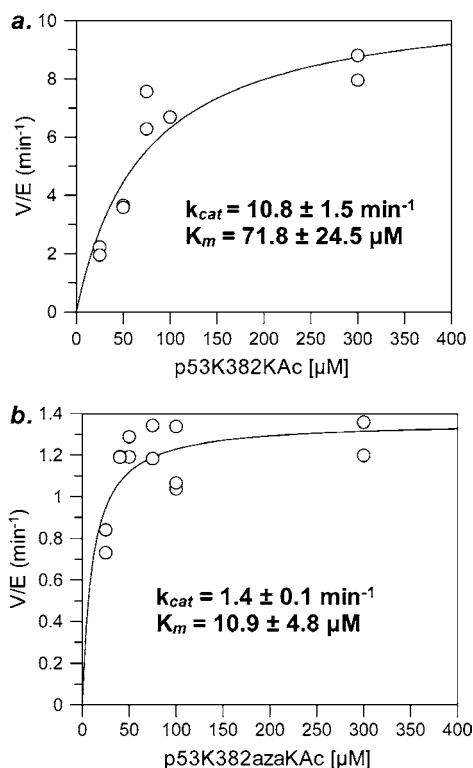 a.
10
8
6
4
2
0
V/E (min⁻¹)
k_cat = 10.8 ± 1.5 min⁻¹
K_m = 71.8 ± 24.5 µM
0 50 100 150 200 250 300 350 400
p53K382KAc [µM]
b.
1.4
1.2
1
0.8
0.6
0.4
0.2
0
V/E (min⁻¹)
k_cat = 1.4 ± 0.1 min⁻¹
K_m = 10.9 ± 4.8 µM
0 50 100 150 200 250 300 350 400
p53K382azaKAc [µM]